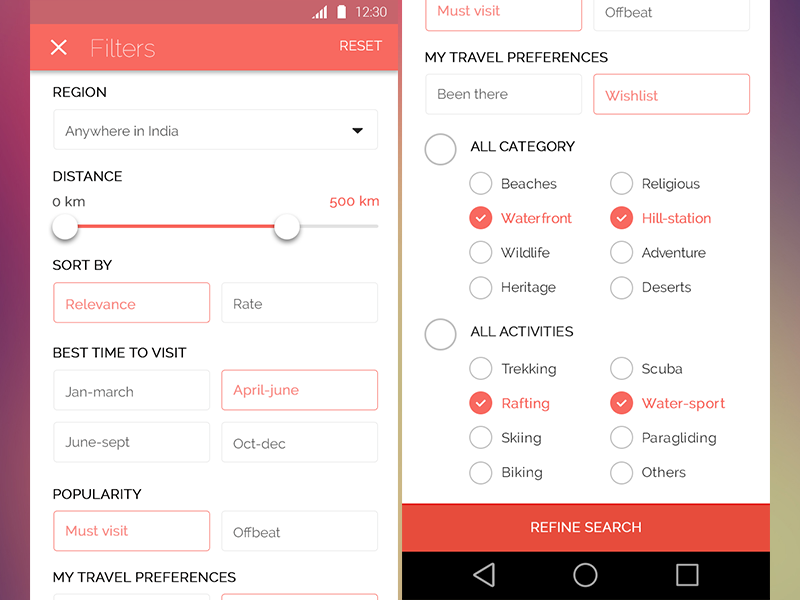 12:30
Filters
RESET
REGION
Anywhere in India
DISTANCE
0 km 500 km
SORT BY
Relevance Rate
BEST TIME TO VISIT
Jan-march April-june
June-sept Oct-dec
POPULARITY
Must visit Offbeat
MY TRAVEL PREFERENCES
Must visit Offbeat
MY TRAVEL PREFERENCES
Been there Wishlist
ALL CATEGORY
Beaches Religious
Waterfront Hill-station
Wildlife Adventure
Heritage Deserts
ALL ACTIVITIES
Trekking Scuba
Rafting Water-sport
Skiing Paragliding
Biking Others
REFINE SEARCH